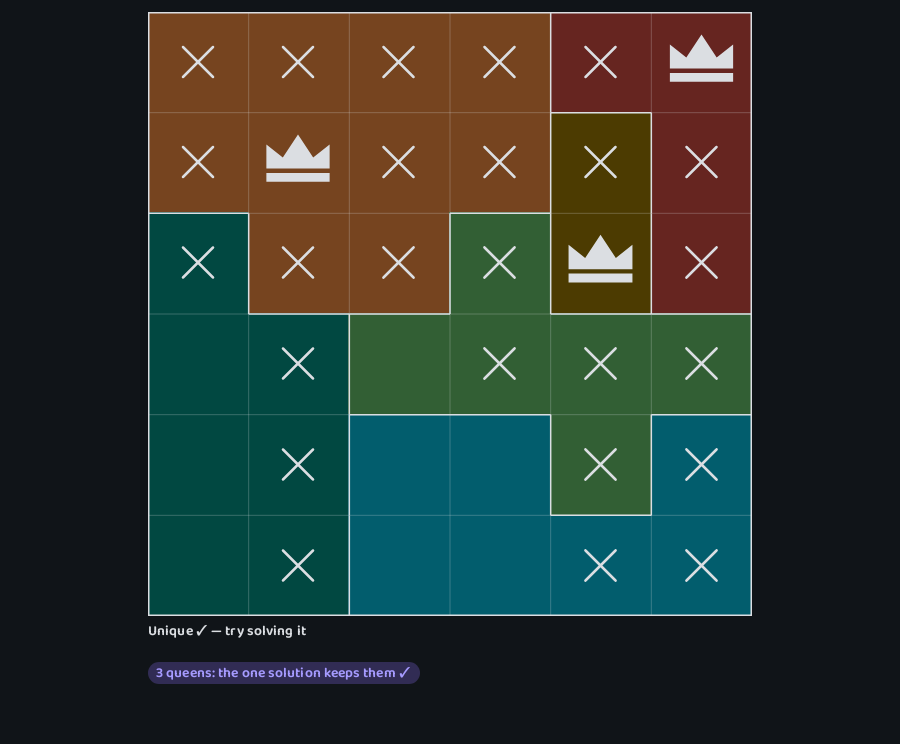 Unique ✓ — try solving it
3 queens: the one solution keeps them ✓